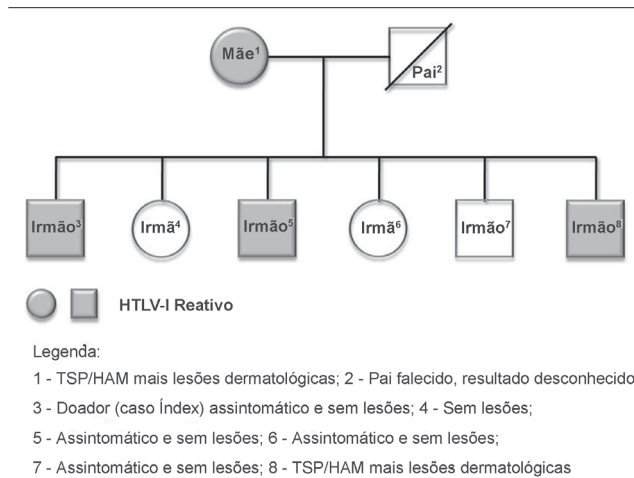 Mãe¹
Pai²
Irmão³
Irmã⁴
Irmão⁵
Irmã⁶
Irmão⁷
Irmão⁸
HTLV-I Reativo
Legenda:
1 - TSP/HAM mais lesões dermatológicas; 2 - Pai falecido, resultado desconhecido
3 - Doador (caso Índex) assintomático e sem lesões; 4 - Sem lesões;
5 - Assintomático e sem lesões; 6 - Assintomático e sem lesões;
7 - Assintomático e sem lesões; 8 - TSP/HAM mais lesões dermatológicas